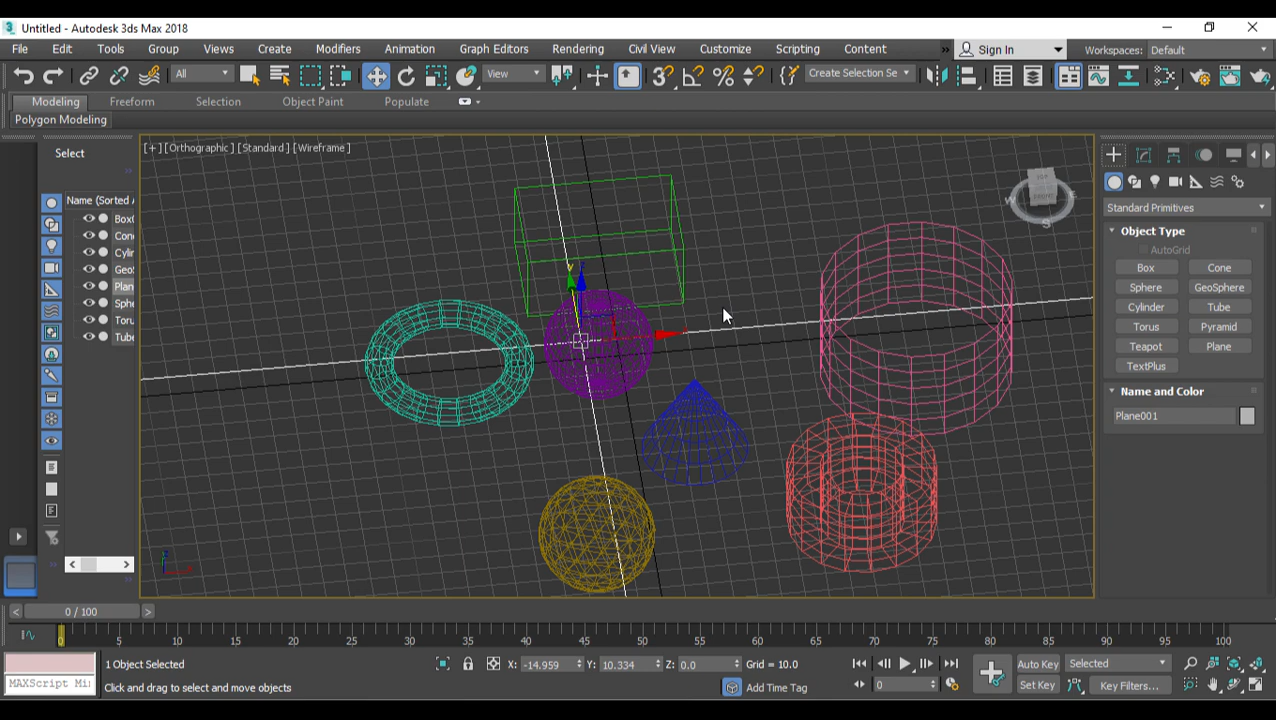 Untitled - Autodesk 3ds Max 2018
File Edit Tools Group Views Create Modifiers Animation Graph Editors Rendering Civil View Customize Scripting Content » Sign In Workspaces: Default
All View Create Selection Se
Modeling Freeform Selection Object Paint Populate
Polygon Modeling
Select
[+] [Orthographic] [Standard] [Wireframe]
Name (Sorted A
Box(
Con
Cylir
GeoS
Plan
Sphe
Toru
Tube
Standard Primitives
Object Type
AutoGrid
Box Cone
Sphere GeoSphere
Cylinder Tube
Torus Pyramid
Teapot Plane
TextPlus
Name and Color
Plane001
0 / 100
0 5 10 15 20 25 30 35 40 45 50 55 60 65 70 75 80 85 90 95 100
1 Object Selected X: -14.959 Y: 10.334 Z: 0.0 Grid = 10.0 Auto Key Selected
MAXScript Mi: Click and drag to select and move objects Add Time Tag 0 Set Key Key Filters...